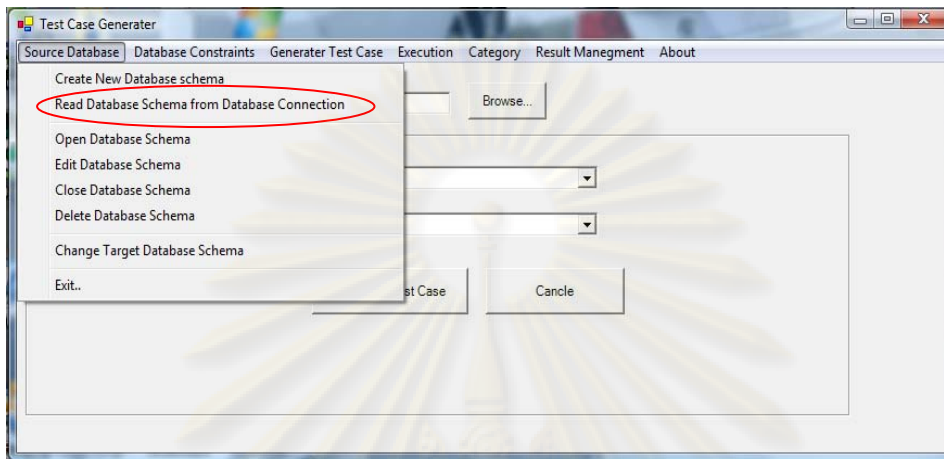 Test Case Generater
Source Database Database Constraints Generater Test Case Execution Category Result Manegment About
Create New Database schema
Read Database Schema from Database Connection
Browse...
Open Database Schema
Edit Database Schema
Close Database Schema
Delete Database Schema
Change Target Database Schema
Exit..
st Case
Cancle